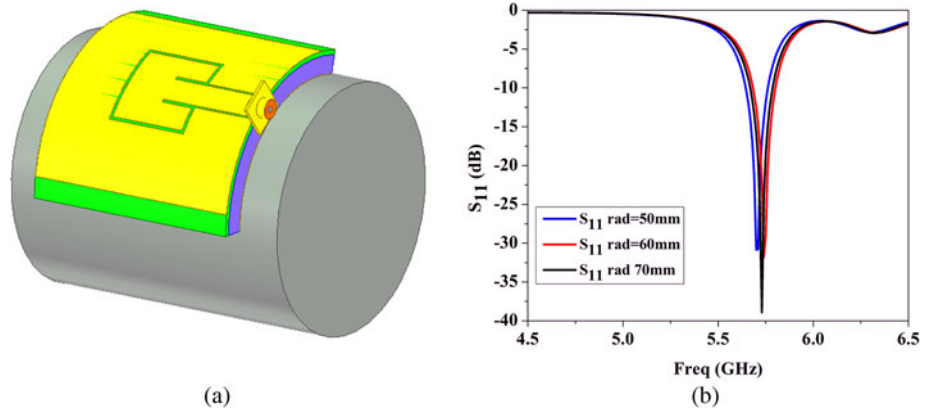 0
-5
-10
-15
-20
-25
-30
-35
-40
S11 (dB)
S11 rad=50mm
S11 rad=60mm
S11 rad 70mm
4.5 5.0 5.5 6.0 6.5
Freq (GHz)
(a) (b)